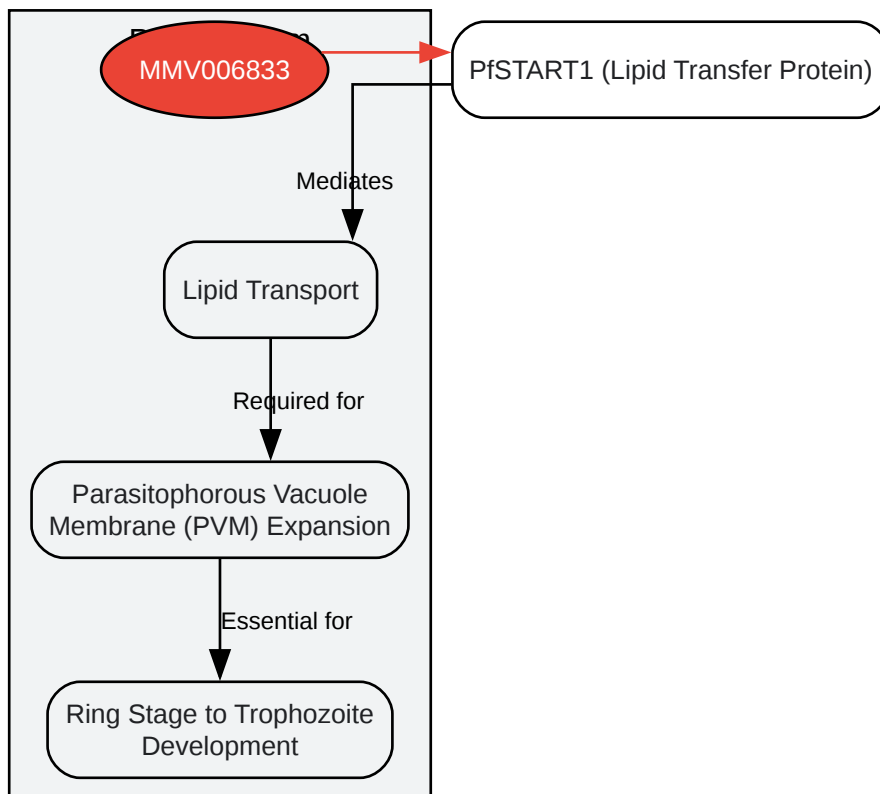 MMV006833
PfSTART1 (Lipid Transfer Protein)
Mediates
Lipid Transport
Required for
Parasitophorous Vacuole
Membrane (PVM) Expansion
Essential for
Ring Stage to Trophozoite
Development